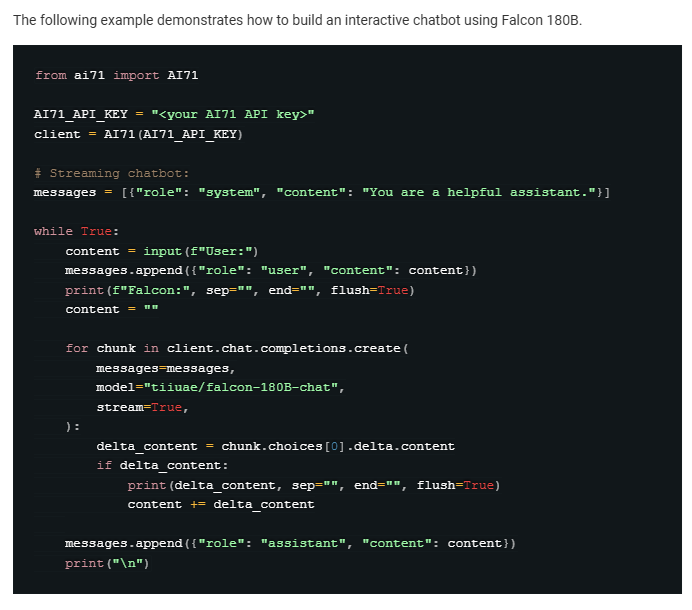 The following example demonstrates how to build an interactive chatbot using Falcon 180B.
from ai71 import AI71

AI71_API_KEY = "<your AI71 API key>"
client = AI71(AI71_API_KEY)

# Streaming chatbot:
messages = [{"role": "system", "content": "You are a helpful assistant."}]

while True:
    content = input(f"User:")
    messages.append({"role": "user", "content": content})
    print(f"Falcon:", sep="", end="", flush=True)
    content = ""

    for chunk in client.chat.completions.create(
        messages=messages,
        model="tiiuae/falcon-180B-chat",
        stream=True,
    ):
        delta_content = chunk.choices[0].delta.content
        if delta_content:
            print(delta_content, sep="", end="", flush=True)
            content += delta_content

    messages.append({"role": "assistant", "content": content})
    print("\n")